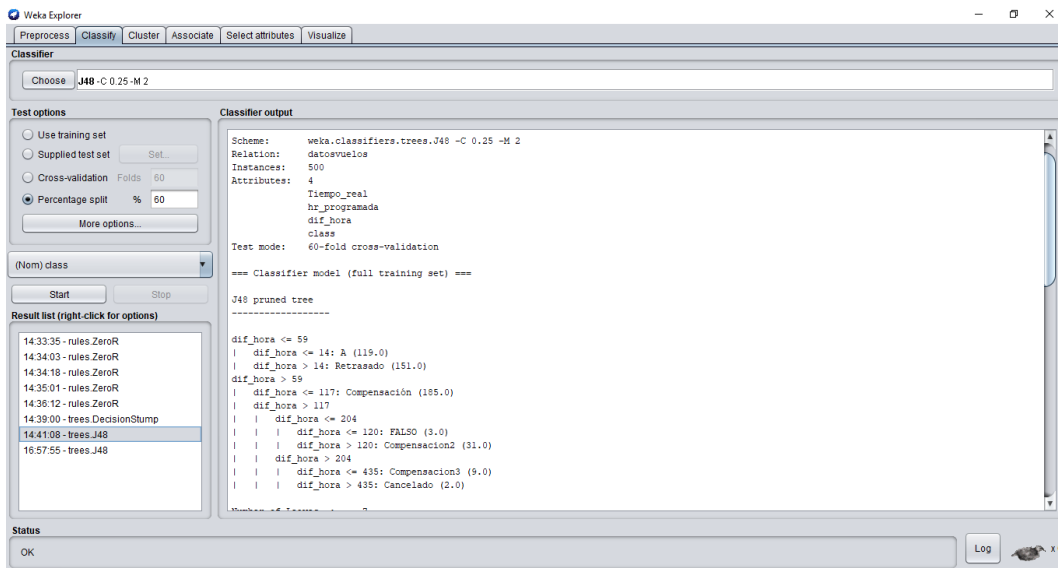 Weka Explorer
Preprocess Classify Cluster Associate Select attributes Visualize
Classifier
Choose J48 -C 0.25 -M 2
Test options
Use training set
Supplied test set Set...
Cross-validation Folds 60
Percentage split % 60
More options...
(Nom) class
Start Stop
Result list (right-click for options)
14:33:35 - rules.ZeroR
14:34:03 - rules.ZeroR
14:34:18 - rules.ZeroR
14:35:01 - rules.ZeroR
14:36:12 - rules.ZeroR
14:39:00 - trees.DecisionStump
14:41:08 - trees.J48
16:57:55 - trees.J48
Classifier output
Scheme: weka.classifiers.trees.J48 -C 0.25 -M 2
Relation: datosvuelos
Instances: 500
Attributes: 4
Tiempo_real
hr_programada
dif_hora
class
Test mode: 60-fold cross-validation
=== Classifier model (full training set) ===
J48 pruned tree
------------------
dif_hora <= 59
| dif_hora <= 14: A (119.0)
| dif_hora > 14: Retrasado (151.0)
dif_hora > 59
| dif_hora <= 117: Compensación (185.0)
| dif_hora > 117
| | dif_hora <= 204
| | | dif_hora <= 120: FALSO (3.0)
| | | dif_hora > 120: Compensacion2 (31.0)
| | dif_hora > 204
| | | dif_hora <= 435: Compensacion3 (9.0)
| | | dif_hora > 435: Cancelado (2.0)
Status
OK
Log
x